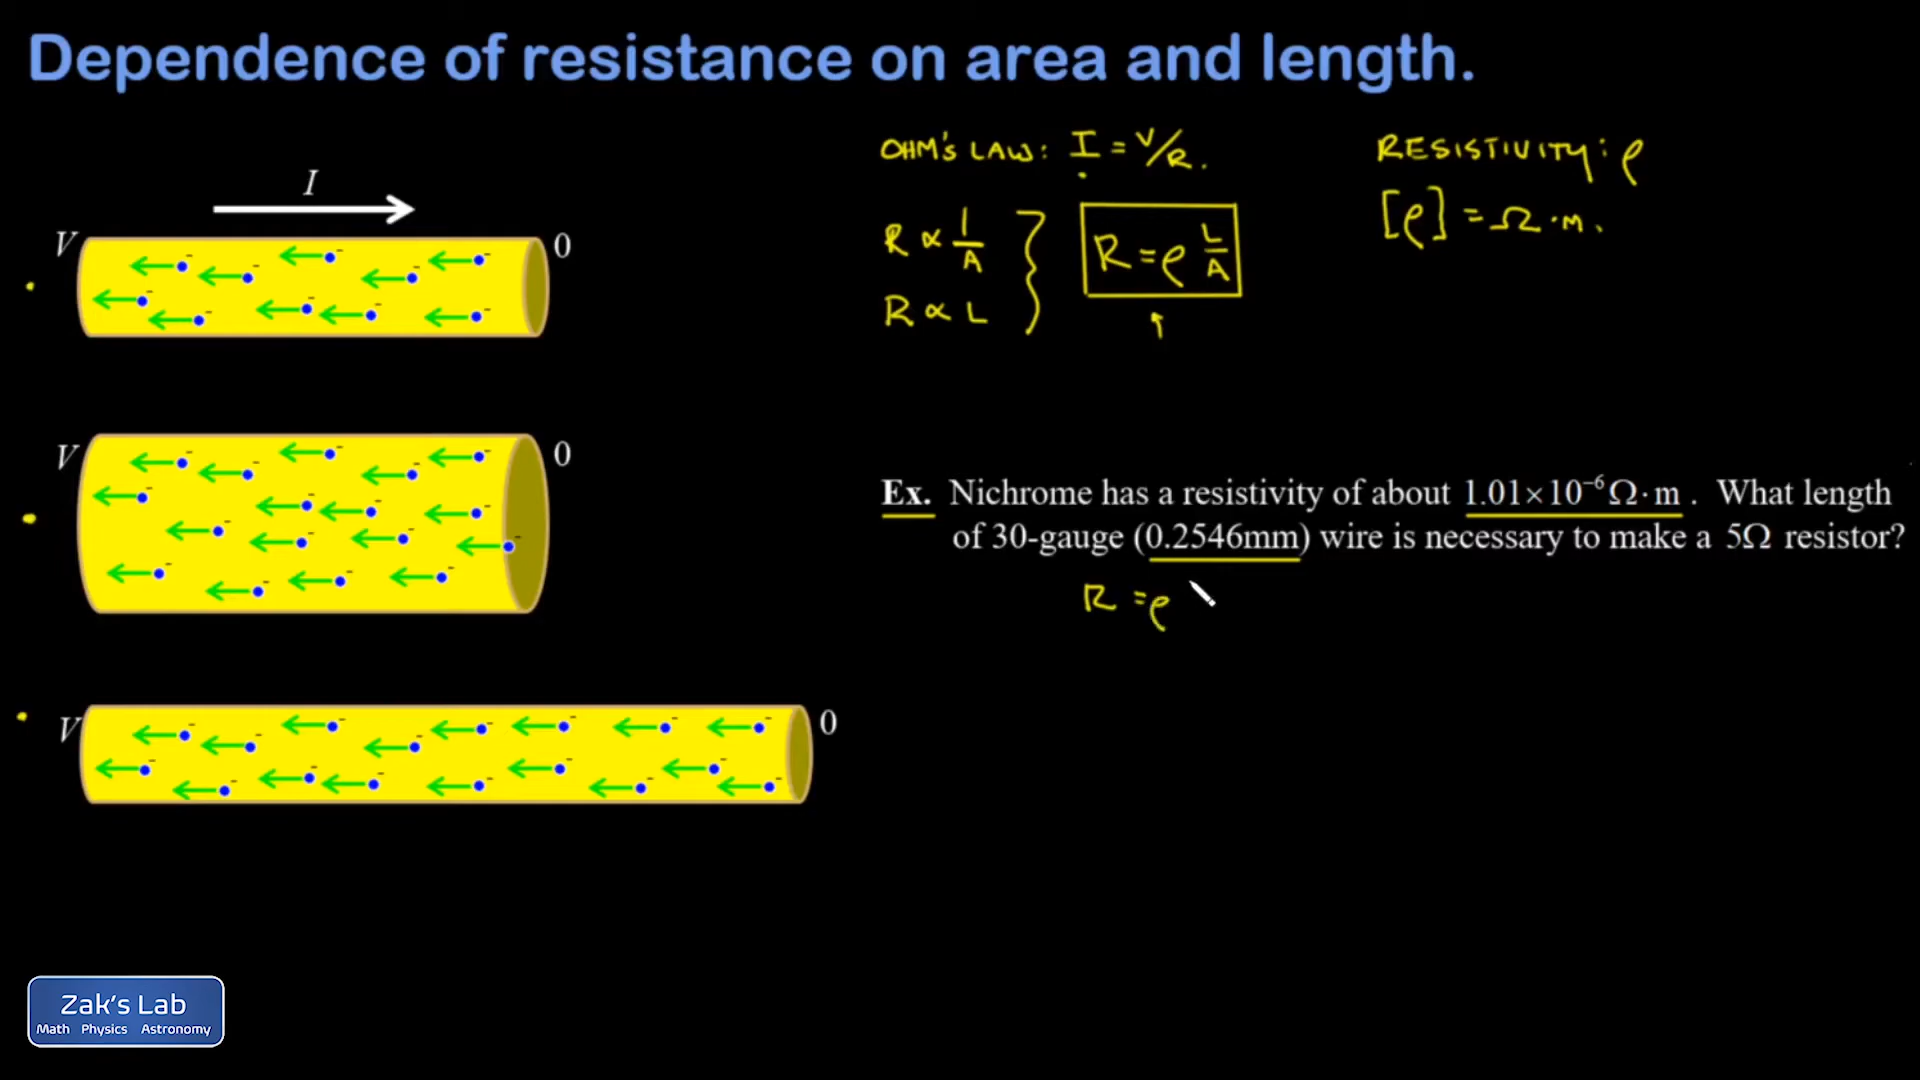 Dependence of resistance on area and length.
I
V 0
V 0
V 0
OHM'S LAW: I = V/R.
R ∝ 1/A
R ∝ L
R = ρ L/A
RESISTIVITY: ρ
[ρ] = Ω·m.
Ex. Nichrome has a resistivity of about 1.01×10⁻⁶ Ω·m. What length
of 30-gauge (0.2546mm) wire is necessary to make a 5Ω resistor?
R = ρ
Zak's Lab
Math Physics Astronomy